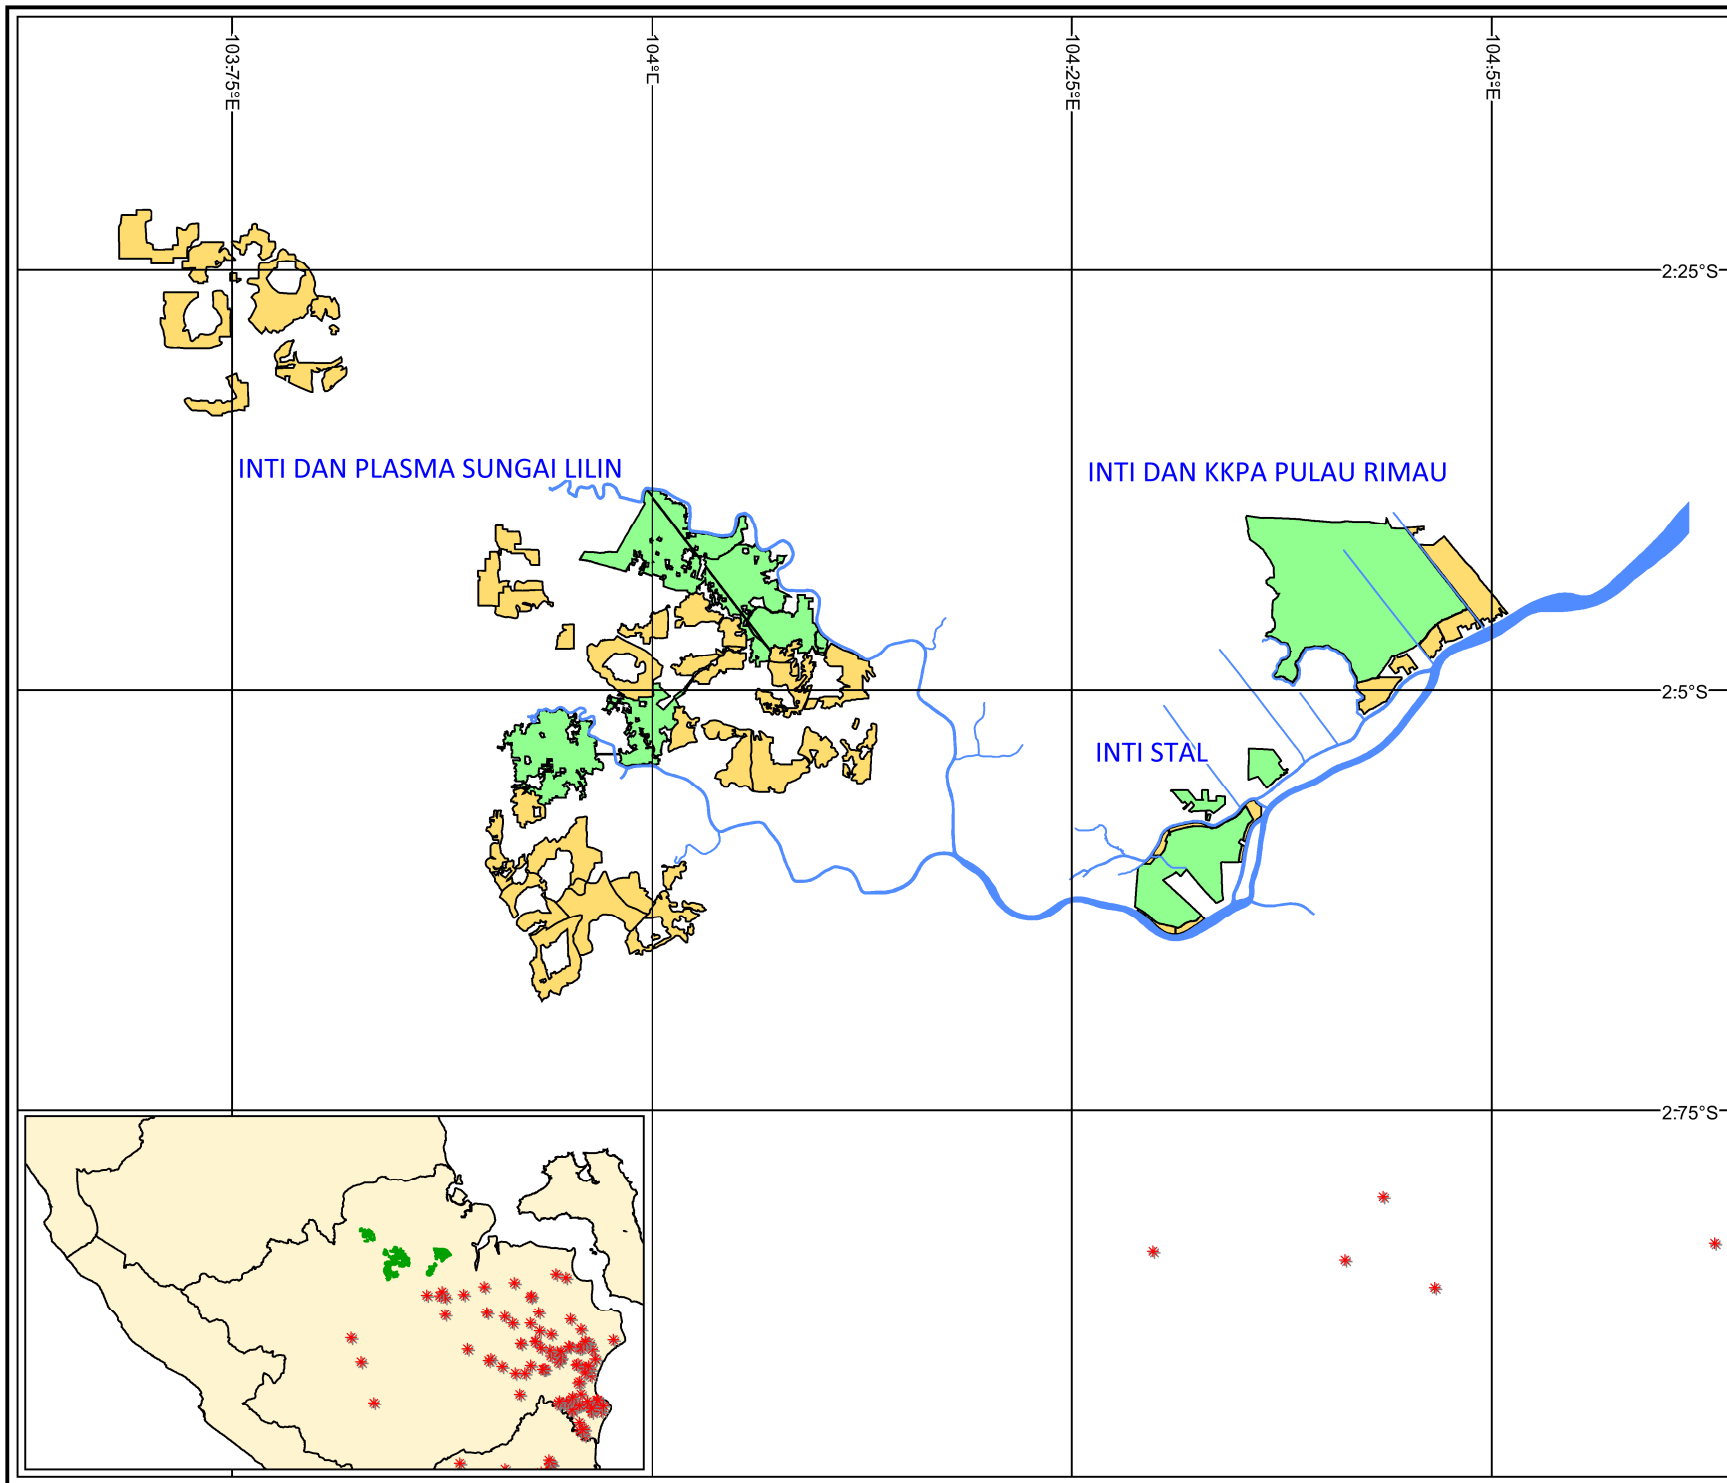 103.75°E
104°E
104.25°E
104.5°E
2.25°S
INTI DAN PLASMA SUNGAI LILIN
INTI DAN KKPA PULAU RIMAU
2.5°S
INTI STAL
2.75°S